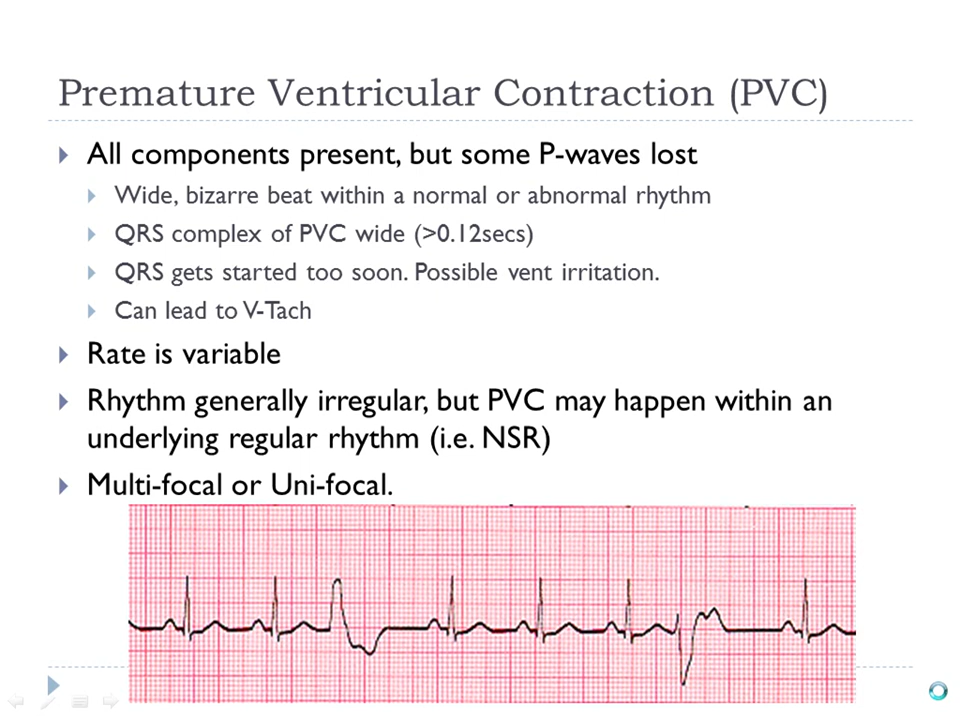 Premature Ventricular Contraction (PVC)
All components present, but some P-waves lost
Wide, bizarre beat within a normal or abnormal rhythm
QRS complex of PVC wide (>0.12secs)
QRS gets started too soon. Possible vent irritation.
Can lead to V-Tach
Rate is variable
Rhythm generally irregular, but PVC may happen within an
underlying regular rhythm (i.e. NSR)
Multi-focal or Uni-focal.